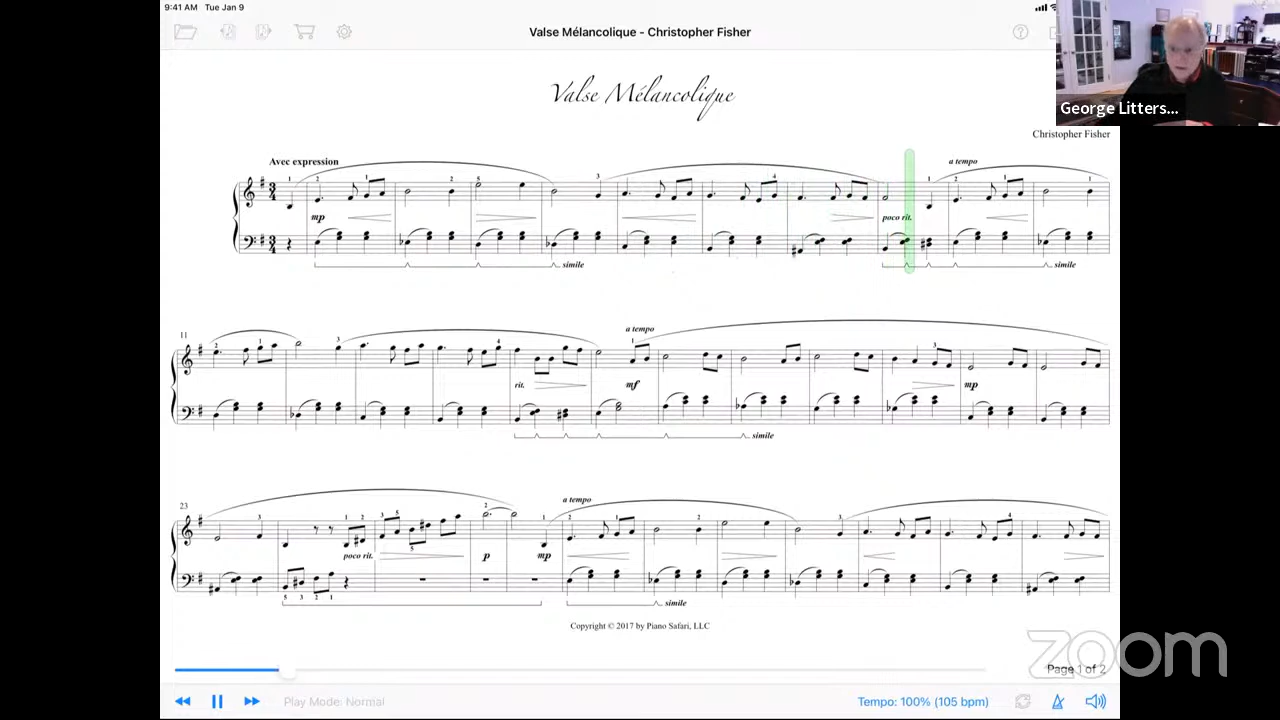 9:41 AM Tue Jan 9
Valse Mélancolique - Christopher Fisher
George Litters...
Valse Mélancolique
Christopher Fisher
Avec expression
a tempo
mp
poco rit.
simile
simile
11
a tempo
rit.
mf
mp
simile
23
a tempo
poco rit.
p
mp
simile
Copyright © 2017 by Piano Safari, LLC
zoom
Page 1 of 2
Play Mode: Normal
Tempo: 100% (105 bpm)